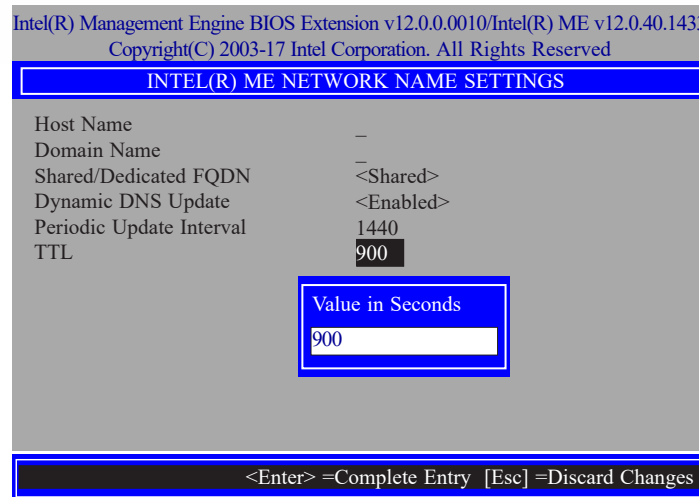 Intel(R) Management Engine BIOS Extension v12.0.0.0010/Intel(R) ME v12.0.40.143
Copyright(C) 2003-17 Intel Corporation. All Rights Reserved
INTEL(R) ME NETWORK NAME SETTINGS
Host Name _
Domain Name _
Shared/Dedicated FQDN <Shared>
Dynamic DNS Update <Enabled>
Periodic Update Interval 1440
TTL 900
Value in Seconds
900
<Enter> =Complete Entry [Esc] =Discard Changes